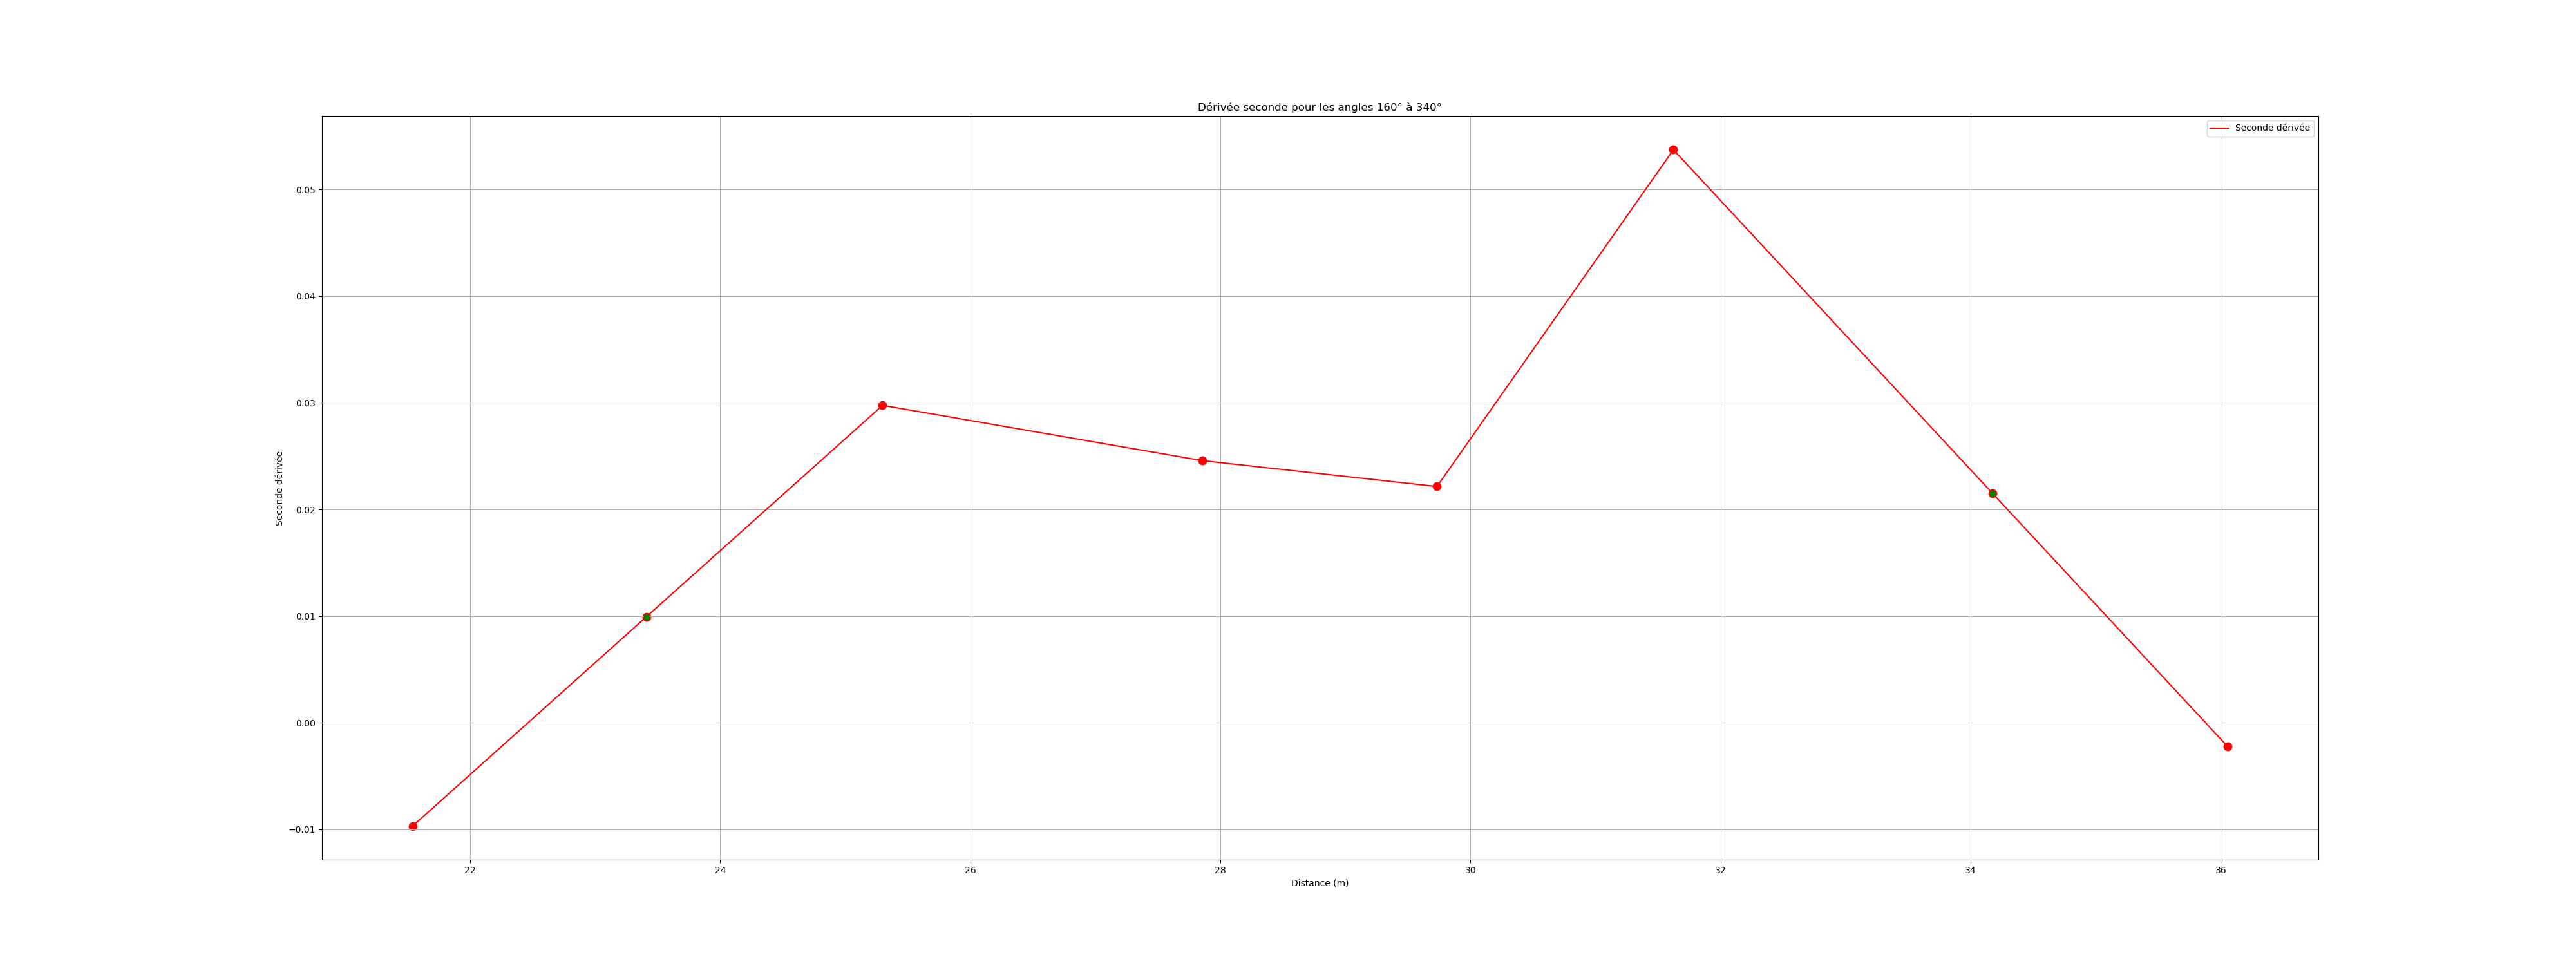 Dérivée seconde pour les angles 160° à 340°
Seconde dérivée
0.05
0.04
0.03
0.02
0.01
0.00
−0.01
Seconde dérivée
22 24 26 28 30 32 34 36
Distance (m)